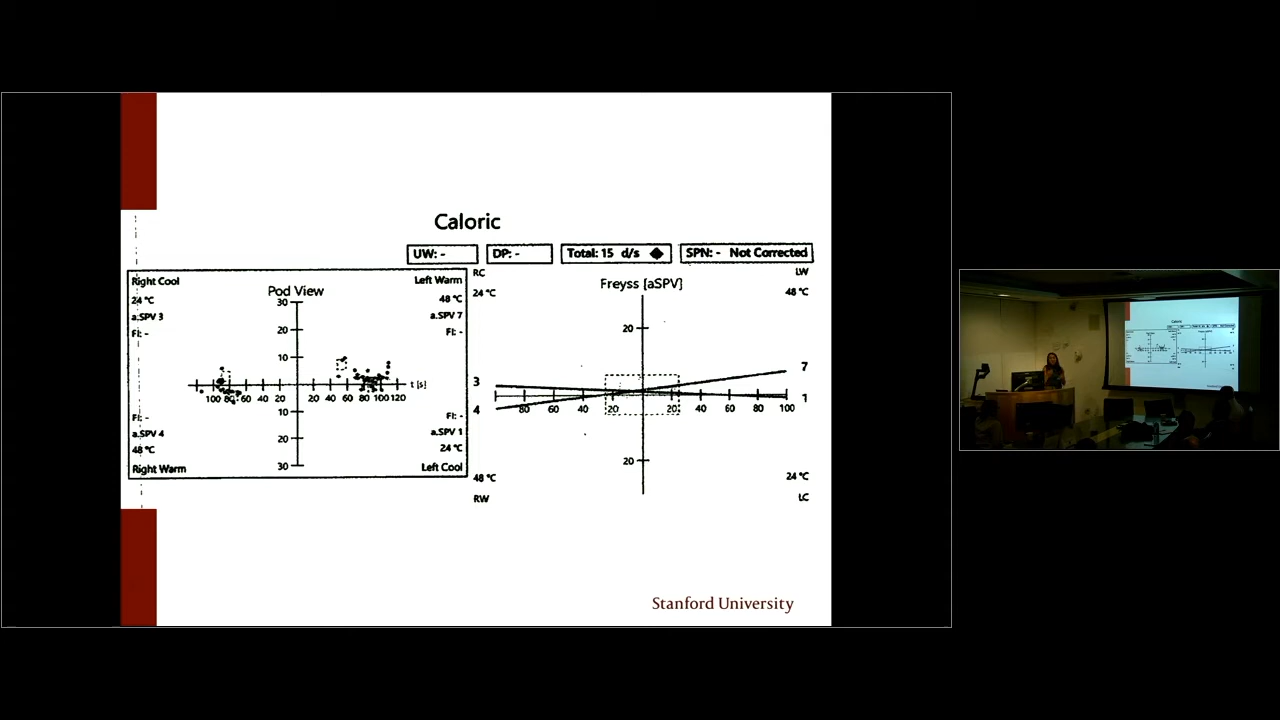 Caloric
UW: -
DP: -
Total: 15 d/s
SPN: - Not Corrected
Right Cool
24 °C
a.SPV 3
FI: -
Pod View
Left Warm
48 °C
a.SPV 7
FI: -
30
20
10
t [s]
100 80 60 40 20 20 40 60 80 100 120
10
20
30
FI: -
a.SPV 4
48 °C
Right Warm
FI: -
a.SPV 1
24 °C
Left Cool
RC
24 °C
Freyss [aSPV]
LW
48 °C
20
3
7
4
1
80 60 40 20 20 40 60 80 100
20
48 °C
RW
24 °C
LC
Stanford University